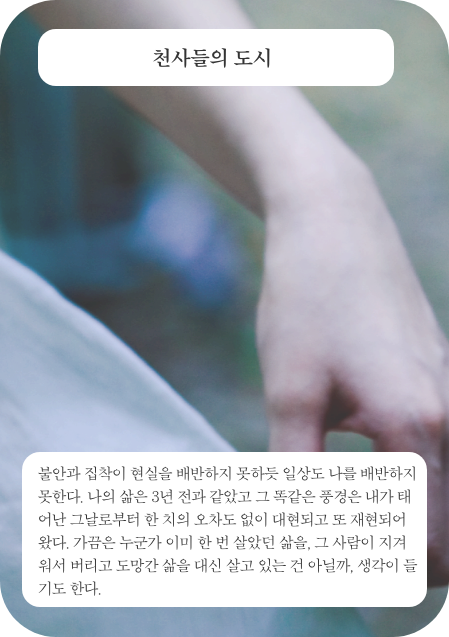 천사들의 도시
불안과 집착이 현실을 배반하지 못하듯 일상도 나를 배반하지
못한다. 나의 삶은 3년 전과 같았고 그 똑같은 풍경은 내가 태
어난 그날로부터 한 치의 오차도 없이 대현되고 또 재현되어
왔다. 가끔은 누군가 이미 한 번 살았던 삶을, 그 사람이 지겨
워서 버리고 도망간 삶을 대신 살고 있는 건 아닐까, 생각이 들
기도 한다.